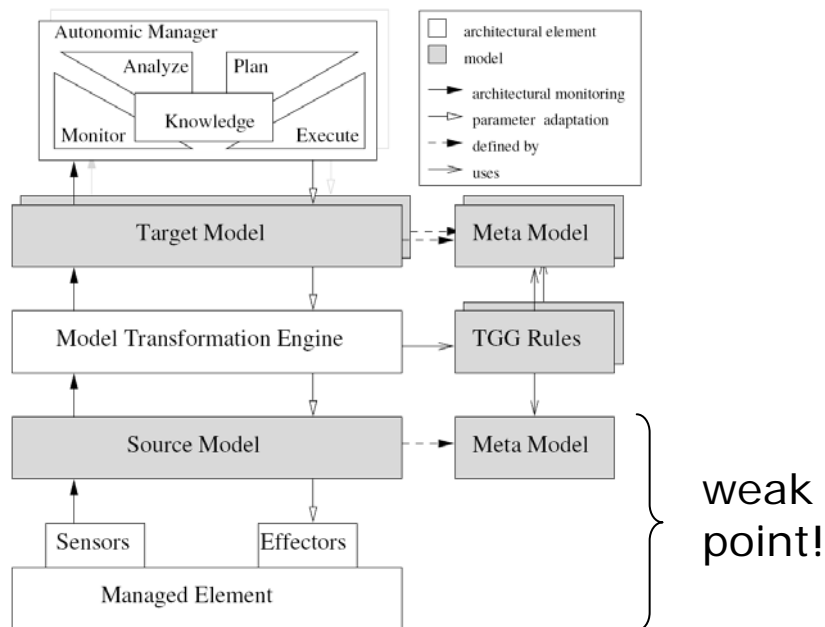 Autonomic Manager
Analyze
Plan
Knowledge
Monitor
Execute
architectural element
model
architectural monitoring
parameter adaptation
defined by
uses
Target Model
Meta Model
Model Transformation Engine
TGG Rules
Source Model
Meta Model
Sensors
Effectors
Managed Element
weak
point!